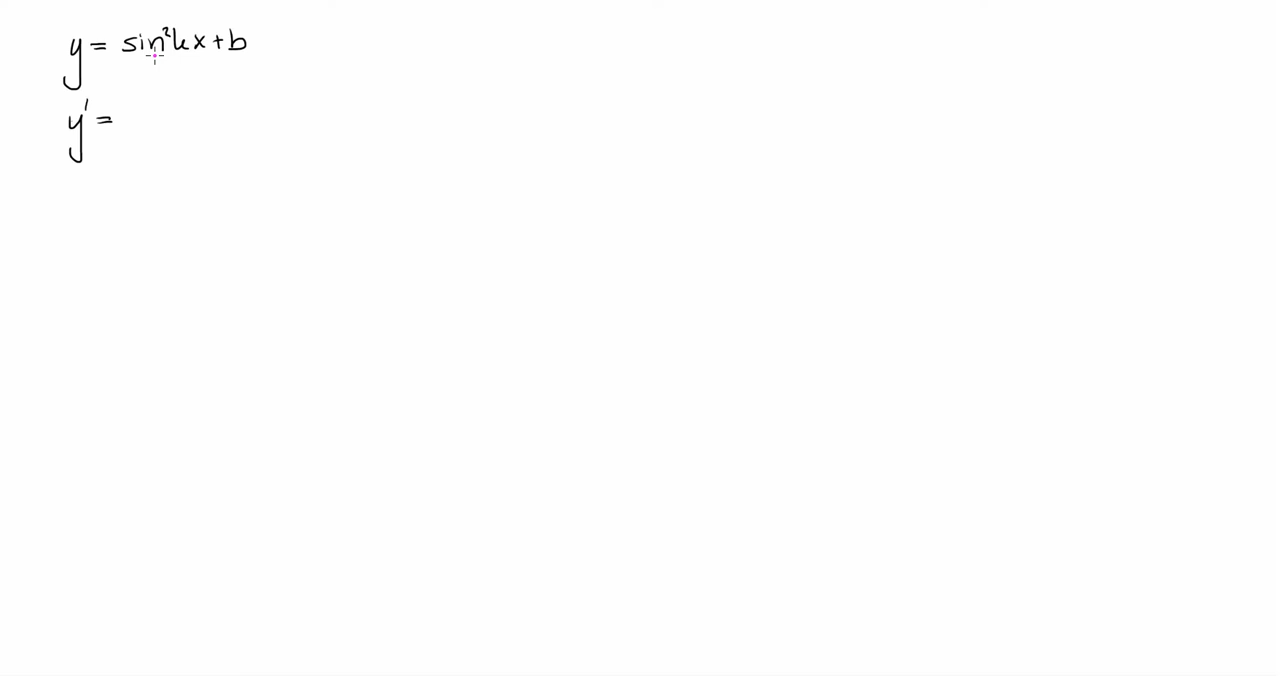 y = sin²kx + b
y' =